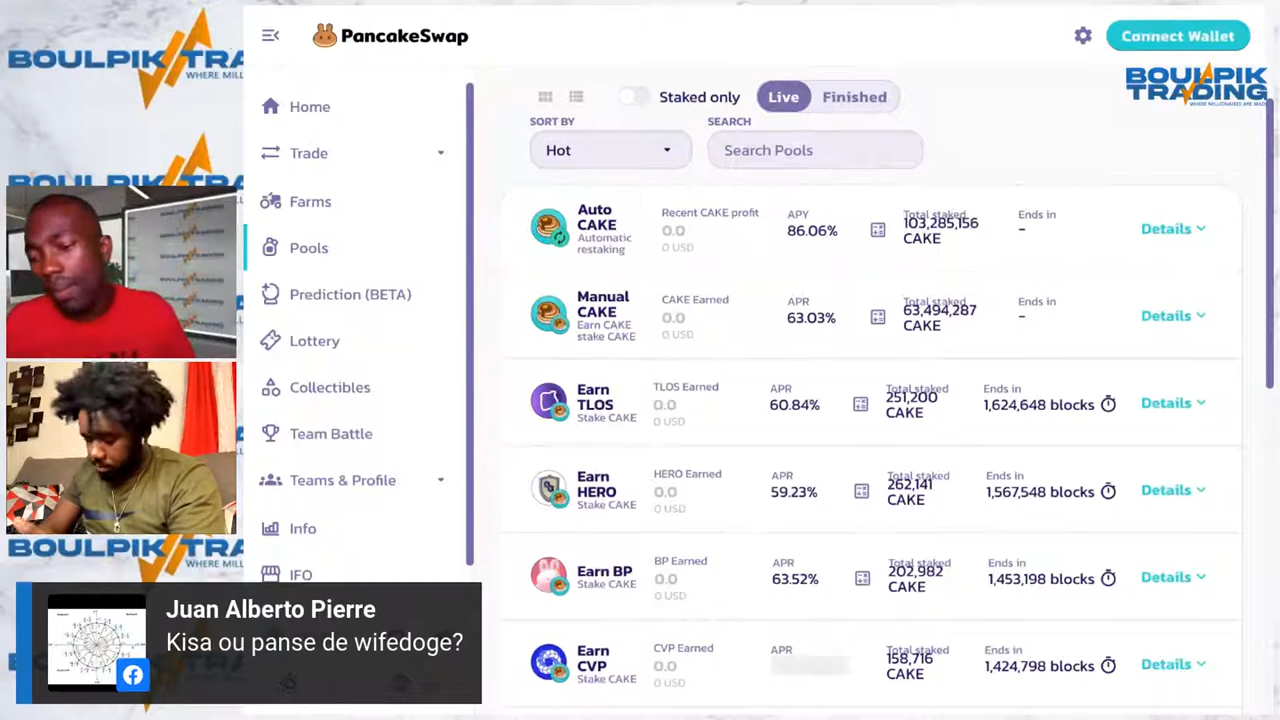 BOULPIK TRA
WHERE MILL
PancakeSwap
Connect Wallet
BOULPIK
TRADING
WHERE MILLIONAIRES ARE MADE
Home
Trade
Farms
Pools
Prediction (BETA)
Lottery
Collectibles
Team Battle
Teams & Profile
Info
IFO
Staked only
Live
Finished
SORT BY
SEARCH
Hot
Search Pools
Auto
CAKE
Automatic
restaking
Recent CAKE profit
0.0
0 USD
APY
86.06%
Total staked
103,285,156
CAKE
Ends in
-
Details
Manual
CAKE
Earn CAKE
stake CAKE
CAKE Earned
0.0
0 USD
APR
63.03%
Total staked
63,494,287
CAKE
Ends in
-
Details
Earn
TLOS
Stake CAKE
TLOS Earned
0.0
0 USD
APR
60.84%
Total staked
251,200
CAKE
Ends in
1,624,648 blocks
Details
Earn
HERO
Stake CAKE
HERO Earned
0.0
0 USD
APR
59.23%
Total staked
262,141
CAKE
Ends in
1,567,548 blocks
Details
Earn BP
Stake CAKE
BP Earned
0.0
0 USD
APR
63.52%
Total staked
202,982
CAKE
Ends in
1,453,198 blocks
Details
Earn
CVP
Stake CAKE
CVP Earned
0.0
0 USD
APR
Total staked
158,716
CAKE
Ends in
1,424,798 blocks
Details
BOULPIK TRA
WHERE MILL
Juan Alberto Pierre
Kisa ou panse de wifedoge?